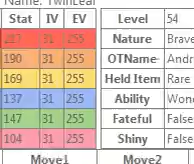 Name: TwinLeaf
Stat IV EV Level 54
287 31 255 Nature Brave
190 31 255 OTName Andr
169 31 255 Held Item Rare
137 31 255 Ability Wond
147 31 255 Fateful False
104 31 255 Shiny False
Move1 Move2